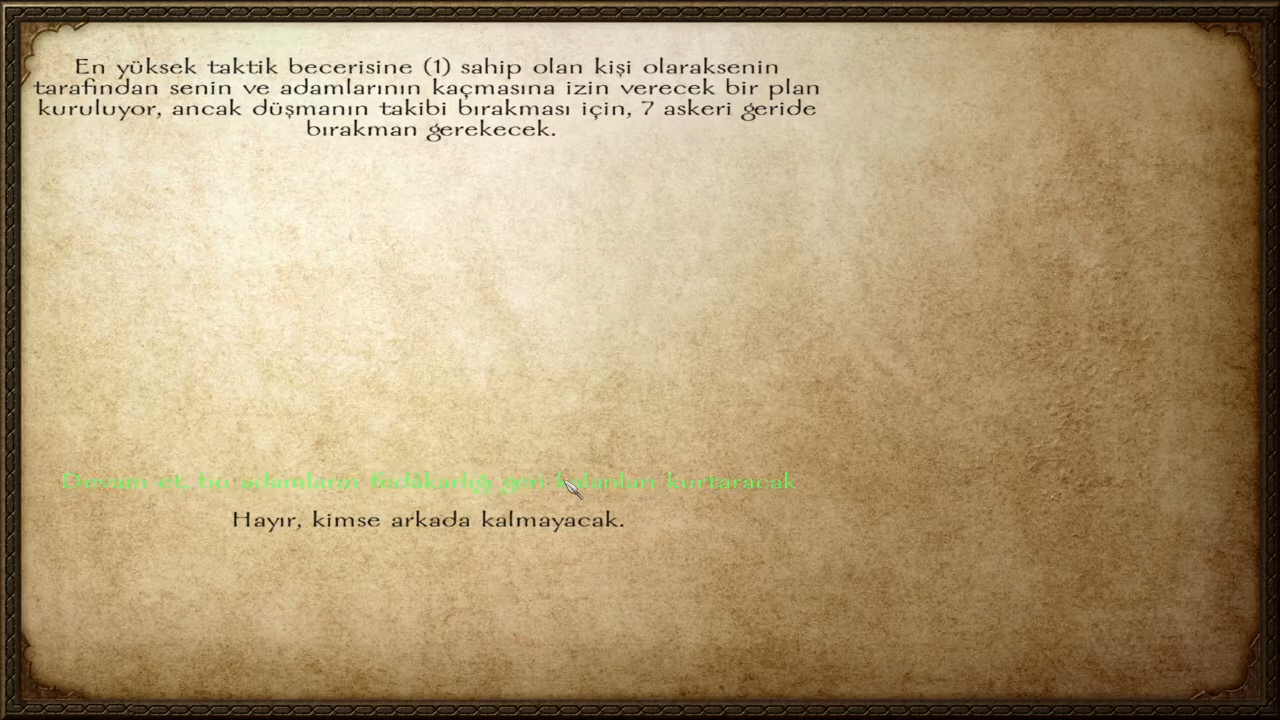 En yüksek taktik becerisine (1) sahip olan kişi olaraksenin
tarafından senin ve adamlarının kaçmasına izin verecek bir plan
kuruluyor, ancak düşmanın takibi bırakması için, 7 askeri geride
bırakman gerekecek.
Devam et, bu adamların fedâkarlığı geri kalanları kurtaracak
Hayır, kimse arkada kalmayacak.